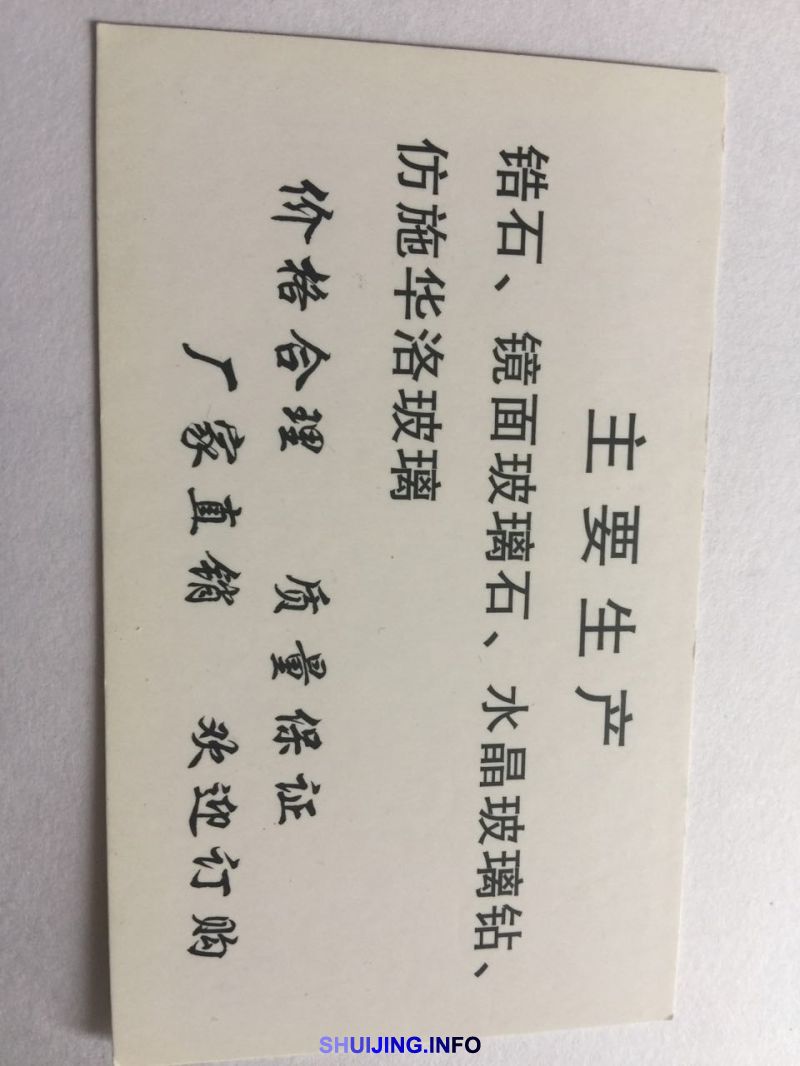 主要生产
锆石、镜面玻璃石、水晶玻璃钻、
仿施华洛玻璃
价格合理 质量保证
厂家直销 欢迎订购
SHUIJING.INFO